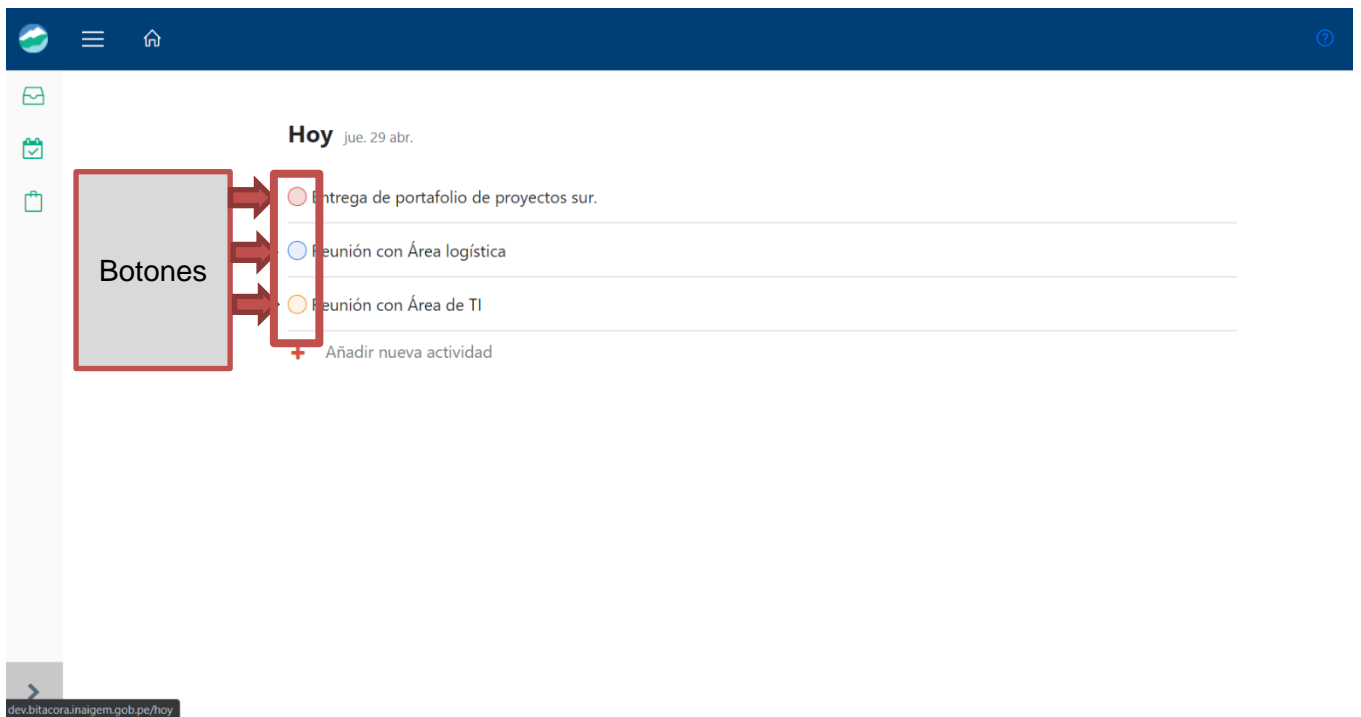 Hoy jue. 29 abr.
Entrega de portafolio de proyectos sur.
Reunión con Área logística
Botones
Reunión con Área de TI
Añadir nueva actividad
dev.bitacora.inaigem.gob.pe/hoy